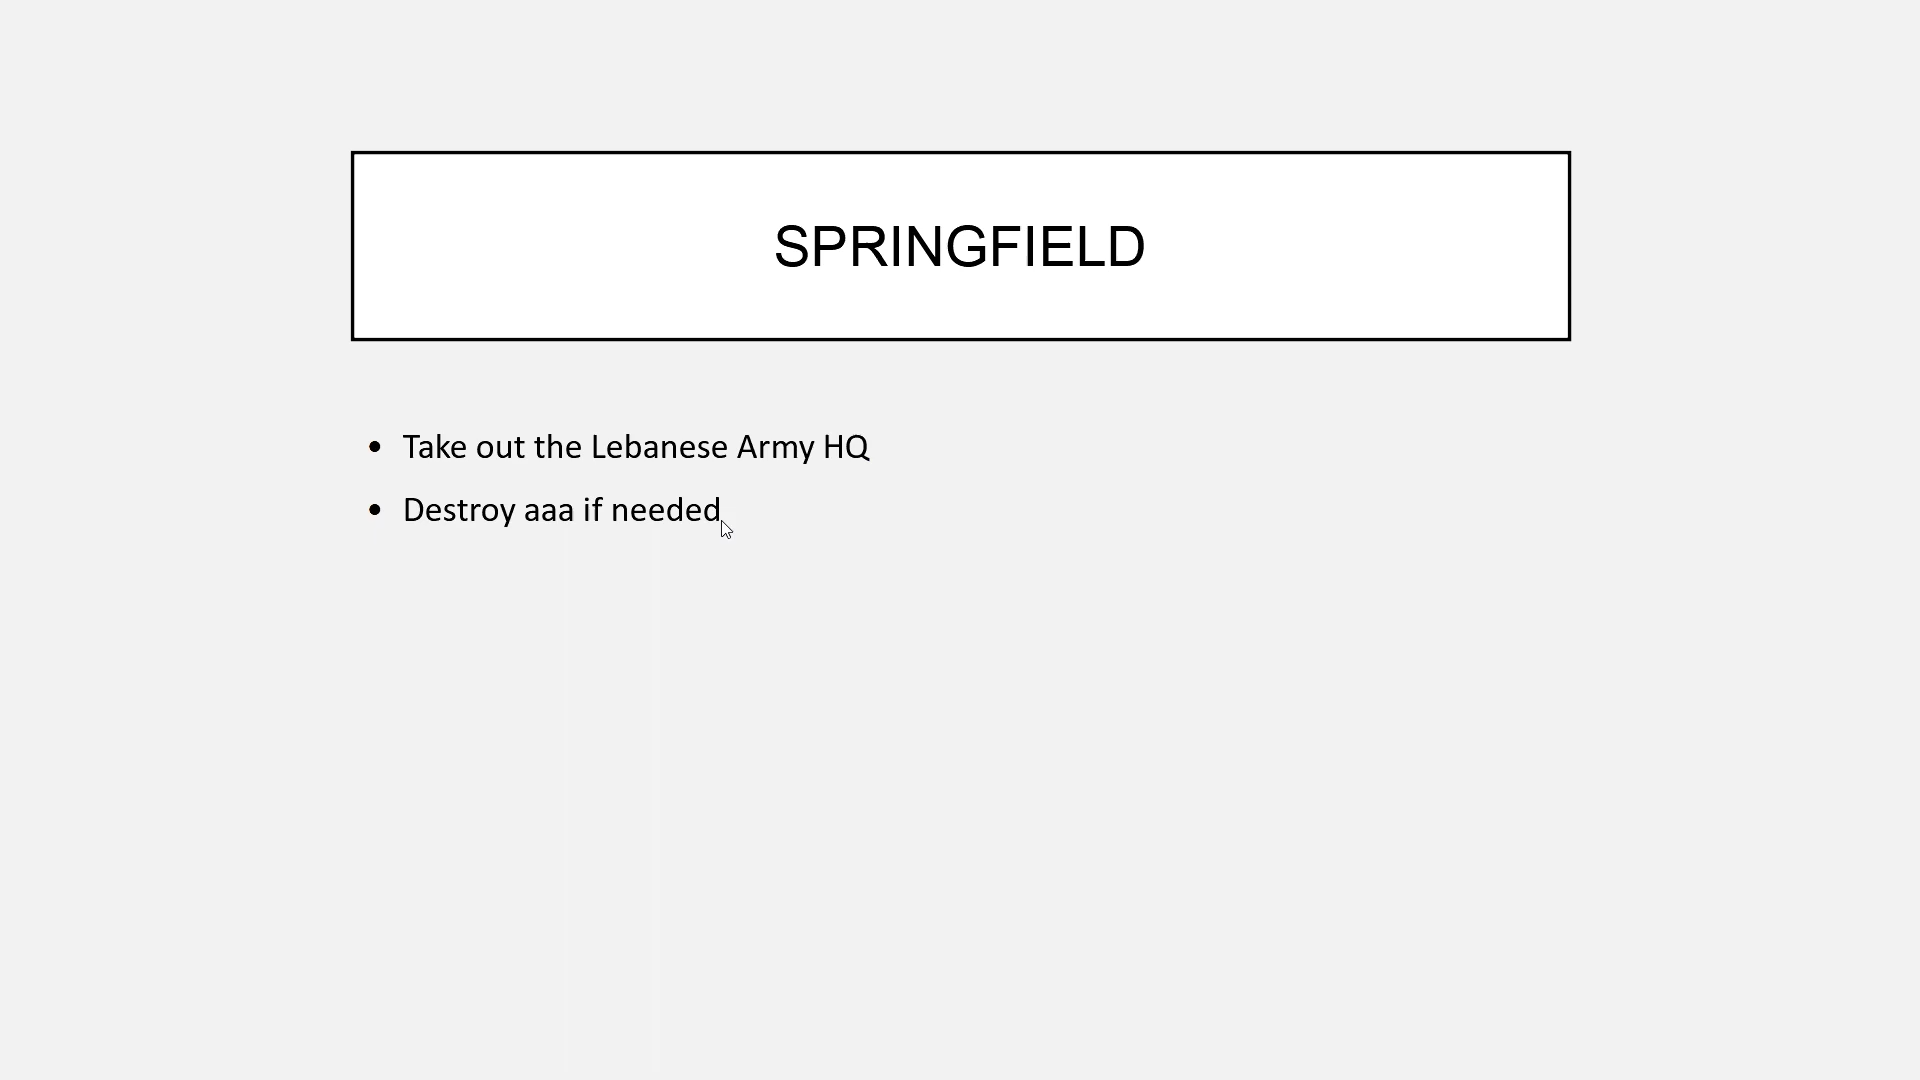 SPRINGFIELD
• Take out the Lebanese Army HQ
• Destroy aaa if needed